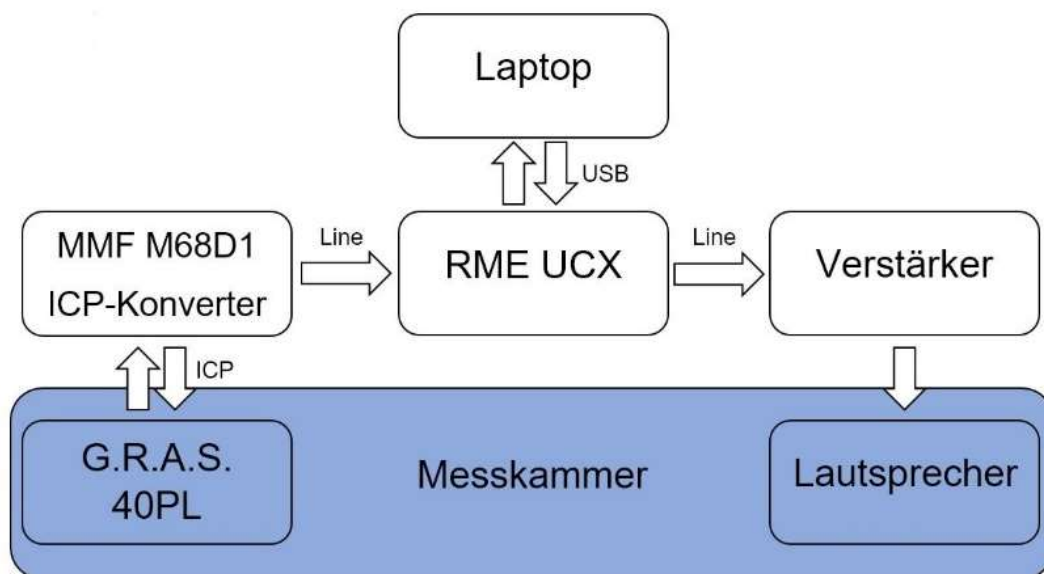 Laptop
USB
MMF M68D1
ICP-Konverter
Line
RME UCX
Line
Verstärker
ICP
G.R.A.S.
40PL
Messkammer
Lautsprecher